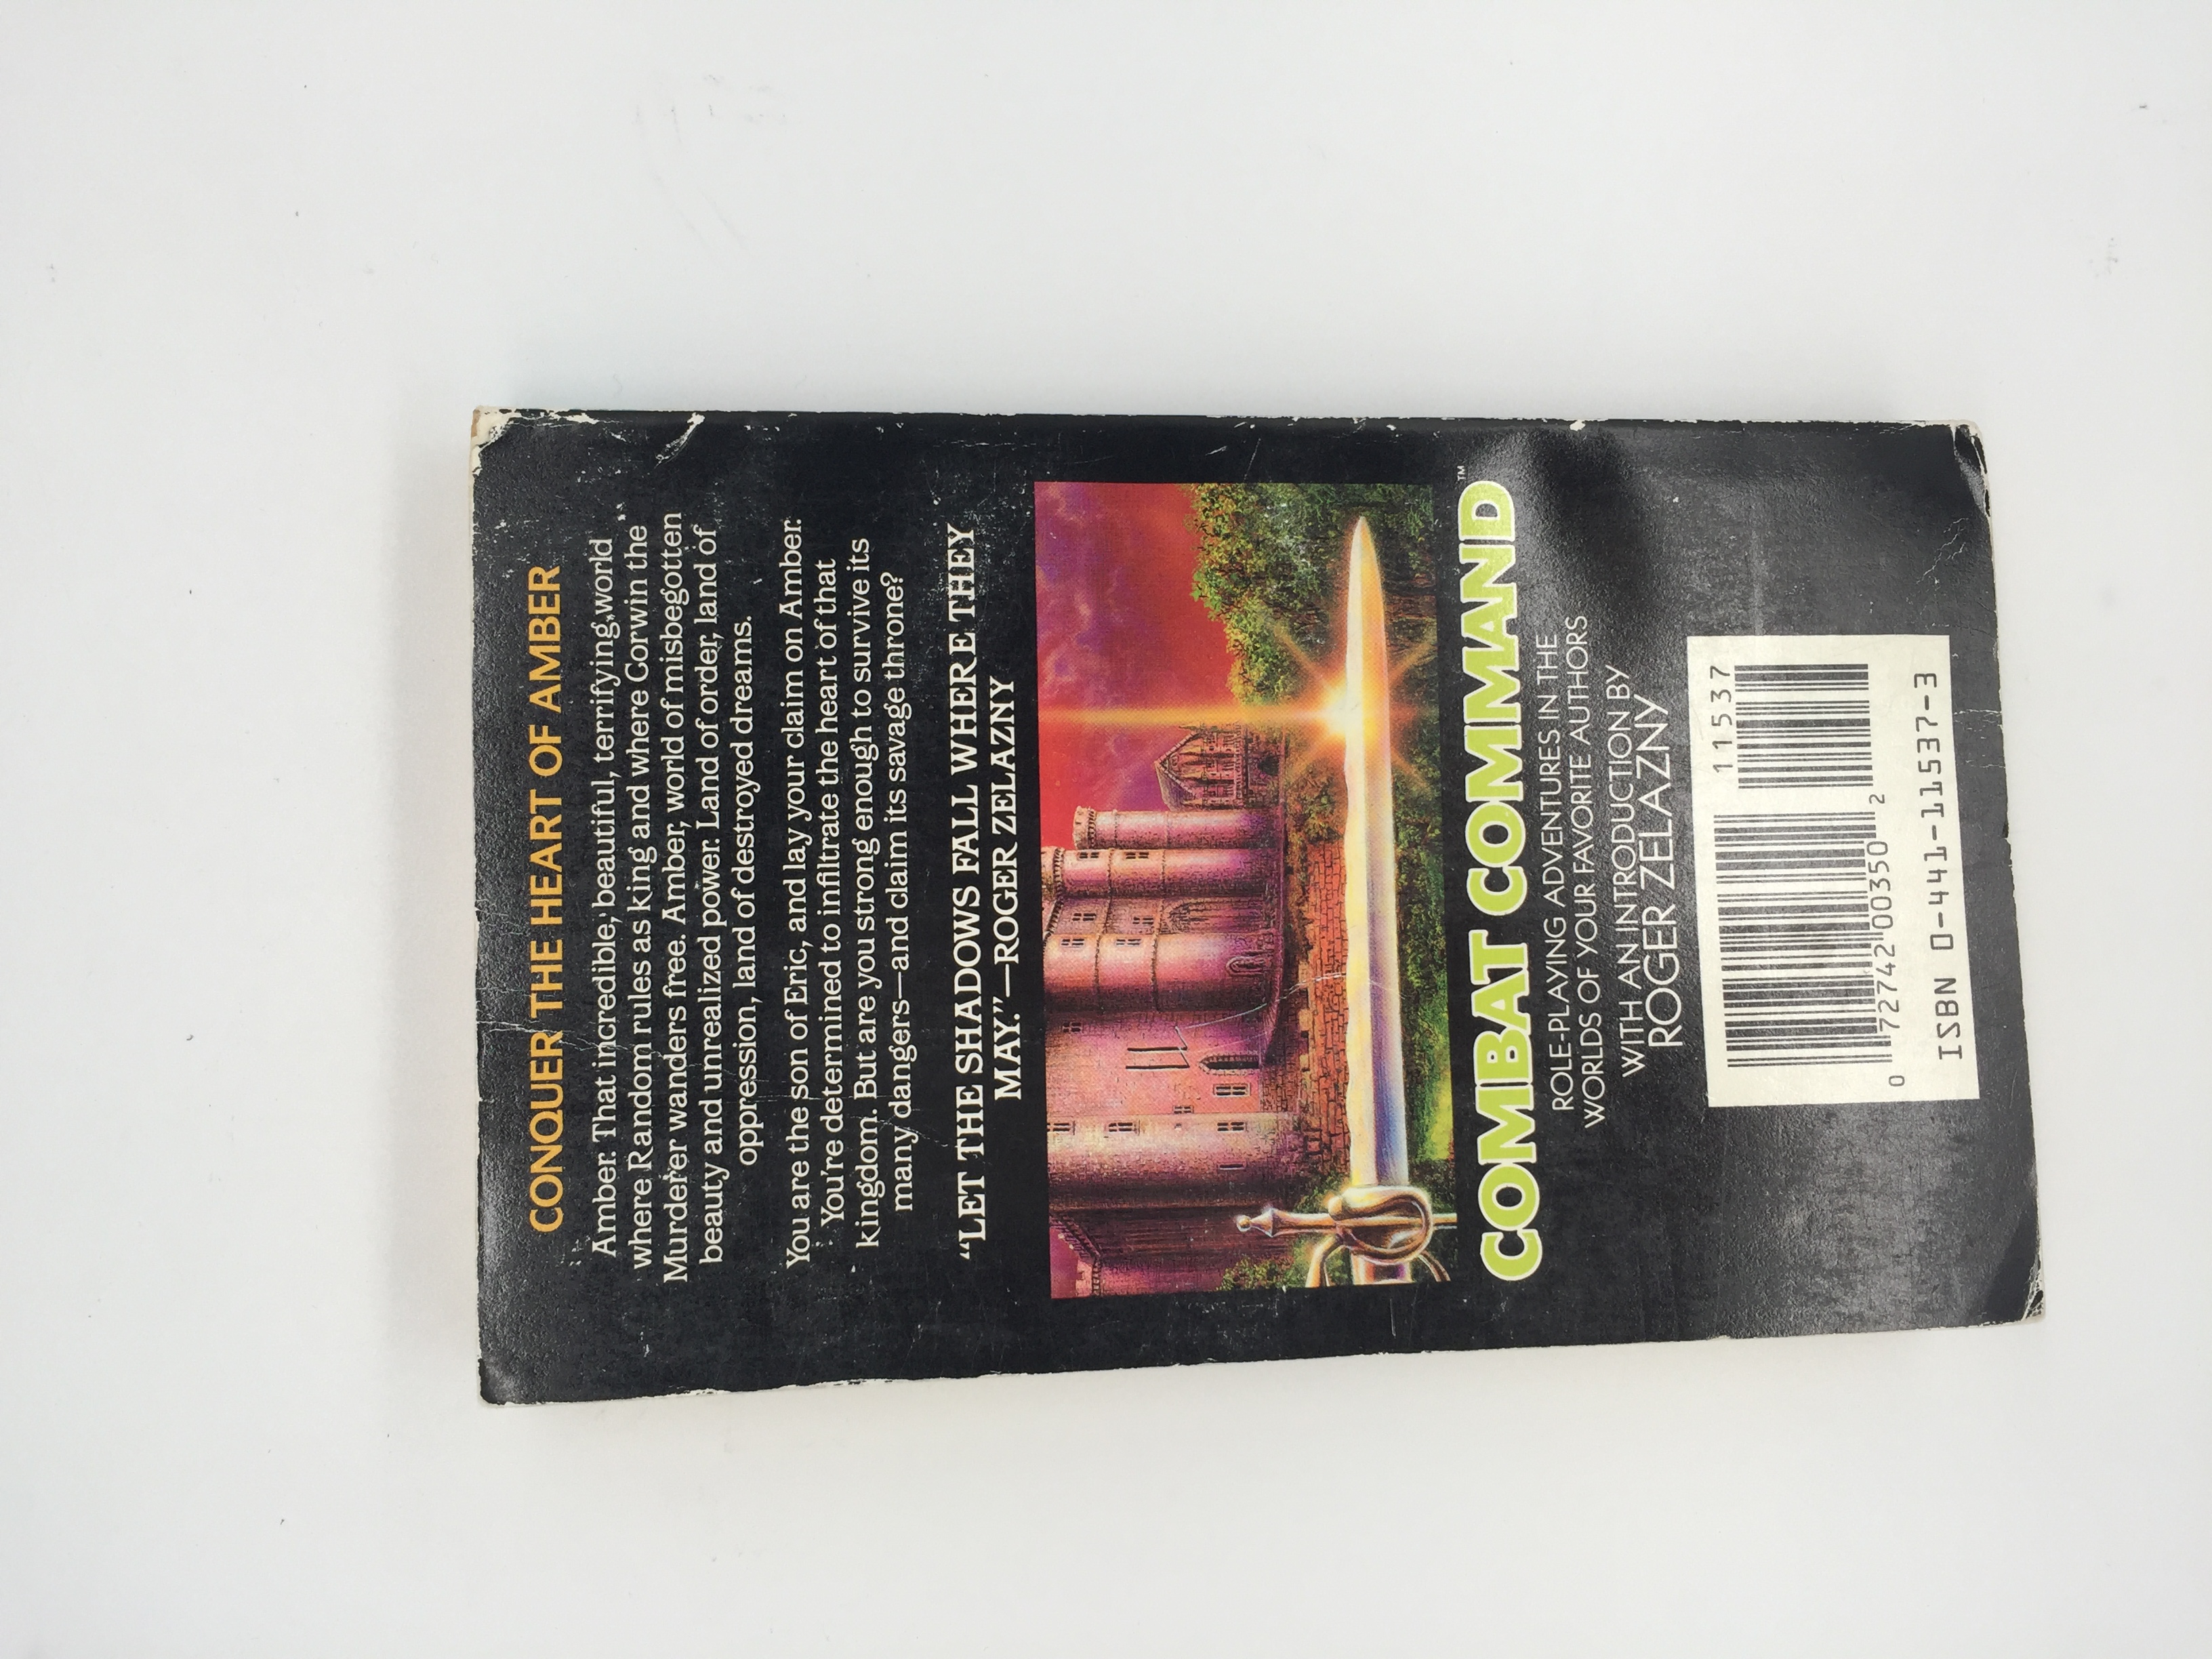 CONQUER THE HEART OF AMBER
Amber. That incredible, beautiful, terrifying world
where Random rules as king and where Corwin the
Murderer wanders free. Amber, world of misbegotten
beauty and unrealized power. Land of order, land of
oppression, land of destroyed dreams.
You are the son of Eric, and lay your claim on Amber.
You're determined to infiltrate the heart of that
kingdom. But are you strong enough to survive its
many dangers—and claim its savage throne?
“LET THE SHADOWS FALL WHERE THEY
MAY.”—ROGER ZELAZNY
COMBAT COMMAND™
ROLE-PLAYING ADVENTURES IN THE
WORLDS OF YOUR FAVORITE AUTHORS
WITH AN INTRODUCTION BY
ROGER ZELAZNY
11537
0 72742 00350 2
ISBN 0-441-11537-3